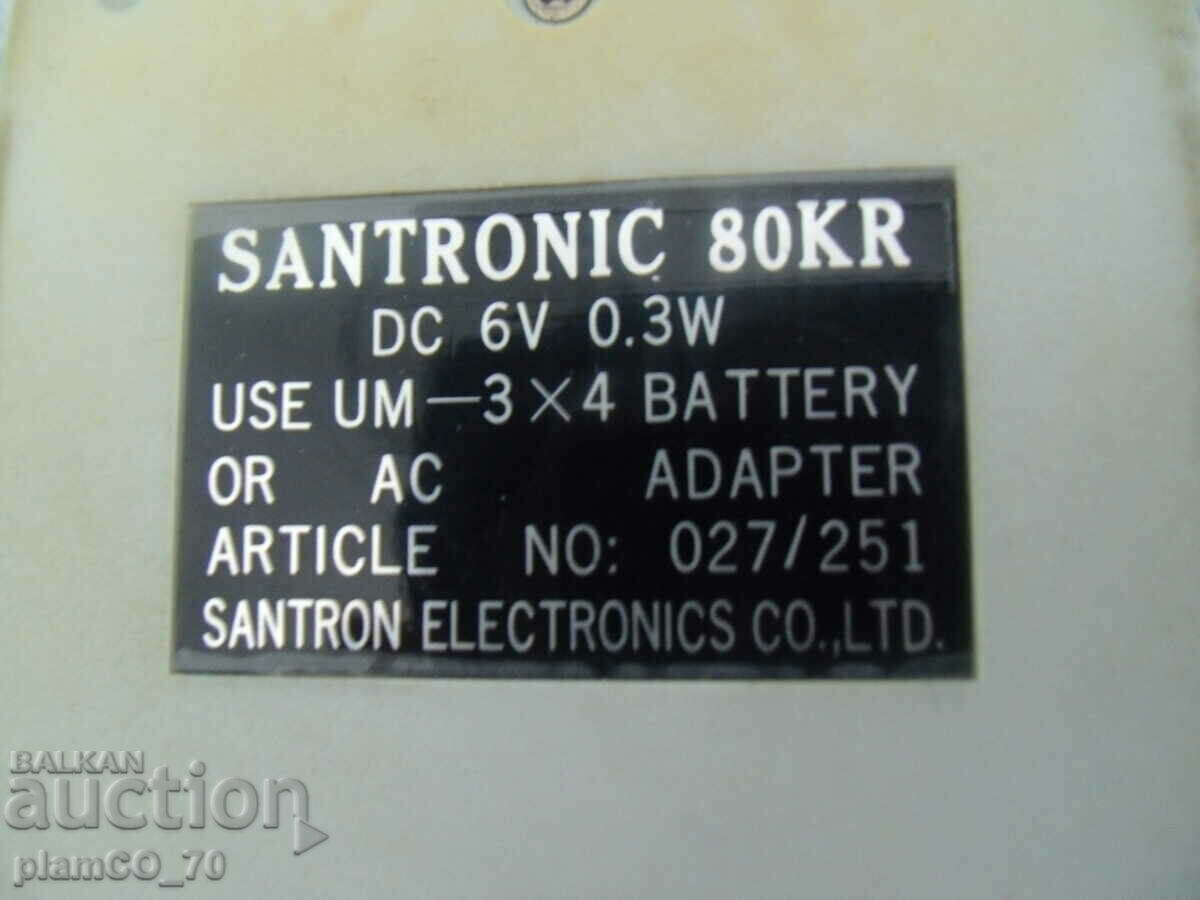 SANTRONIC 80KR
DC 6V 0.3W
USE UM-3×4 BATTERY
OR AC ADAPTER
ARTICLE NO: 027/251
SANTRON ELECTRONICS CO.,LTD.
BALKAN
auction
plamCO_70